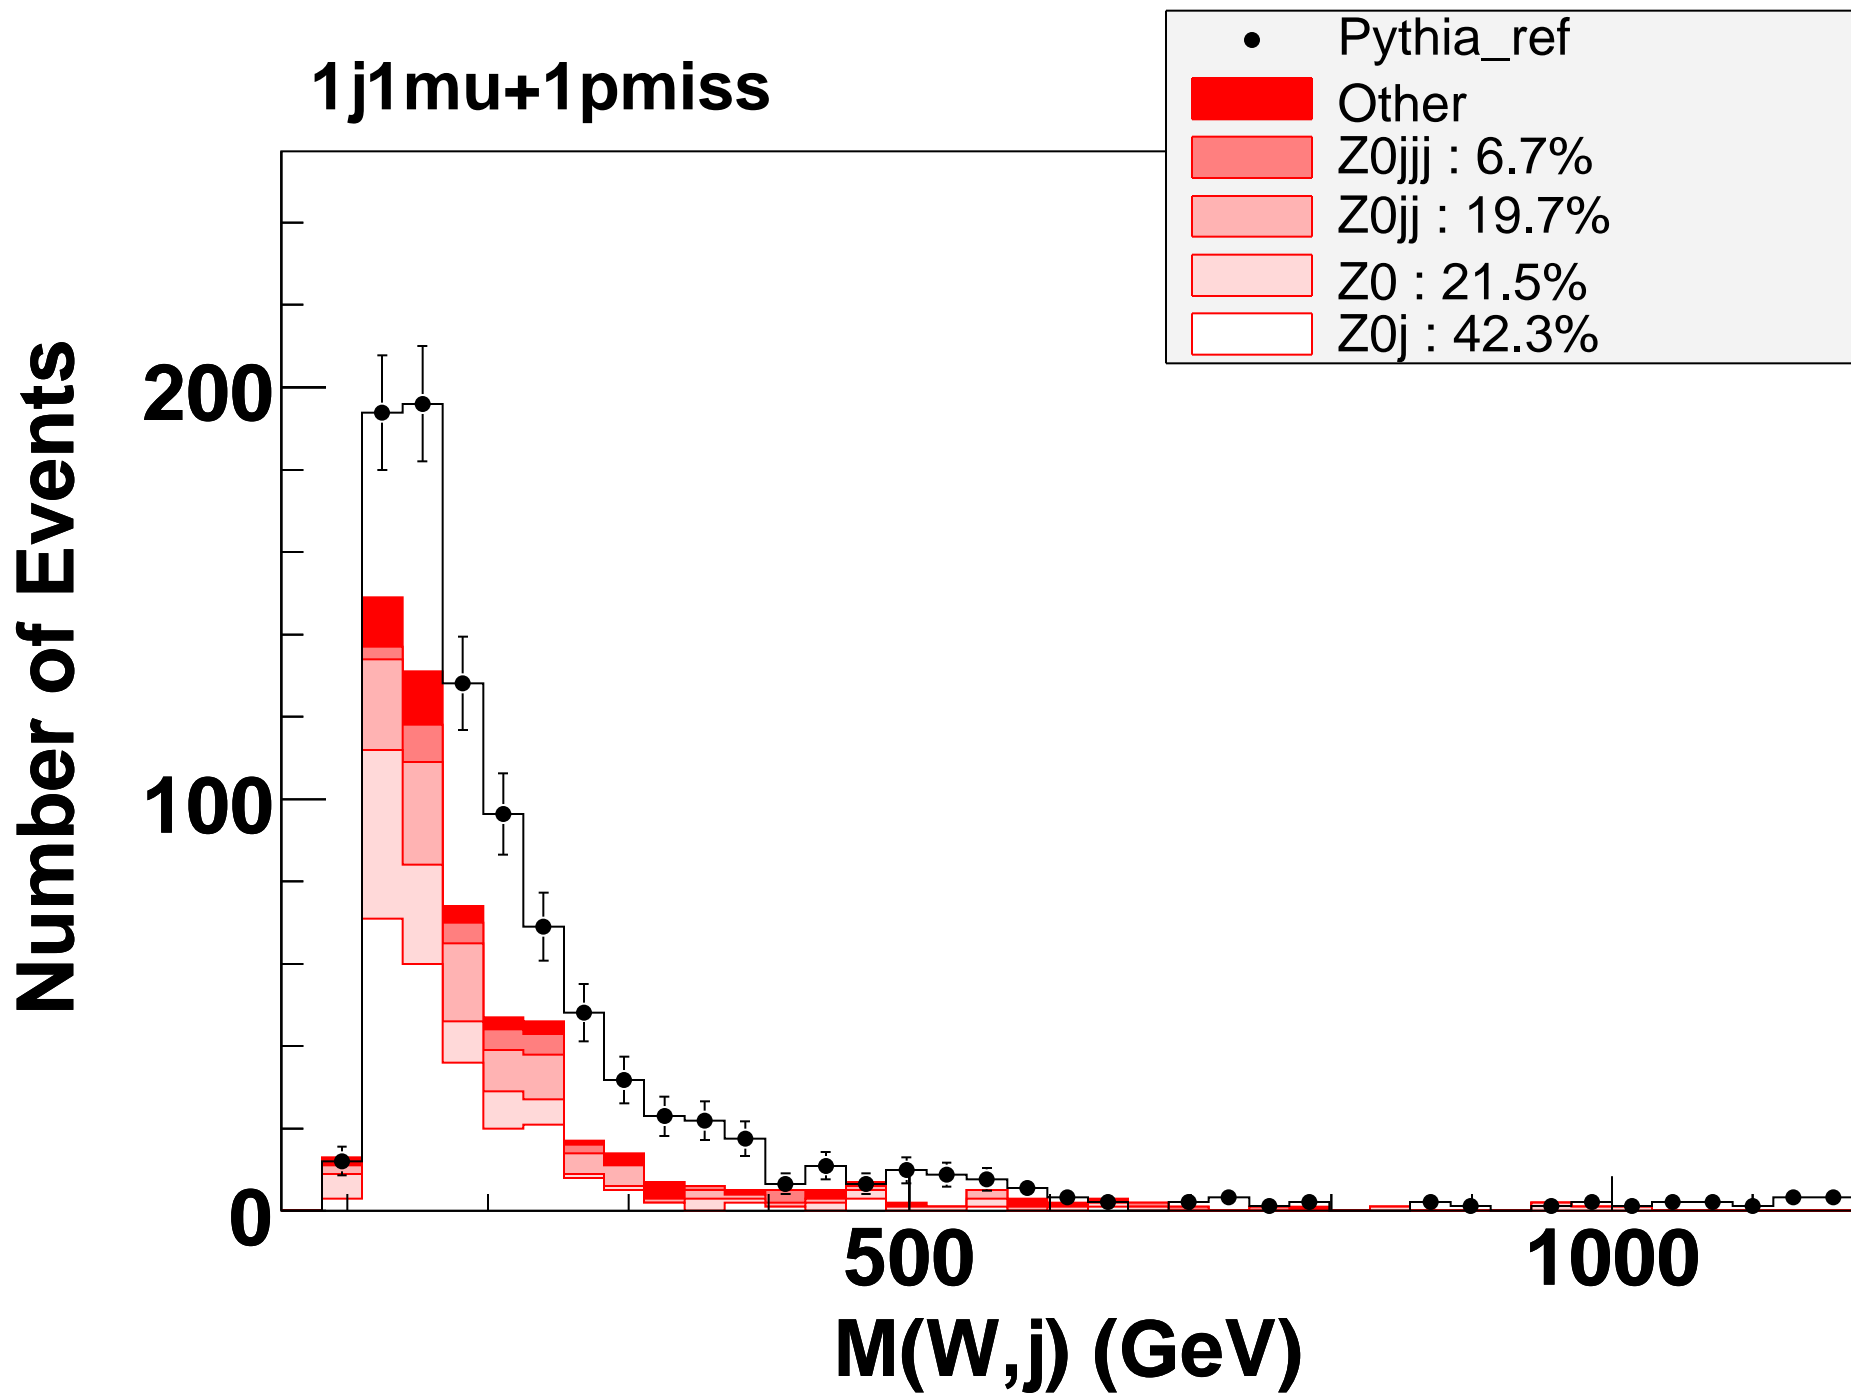 1j1mu+1pmiss
Pythia_ref
Other
Z0jjj : 6.7%
Z0jj : 19.7%
Z0 : 21.5%
Z0j : 42.3%
Number of Events
200
100
0
500
1000
M(W,j) (GeV)